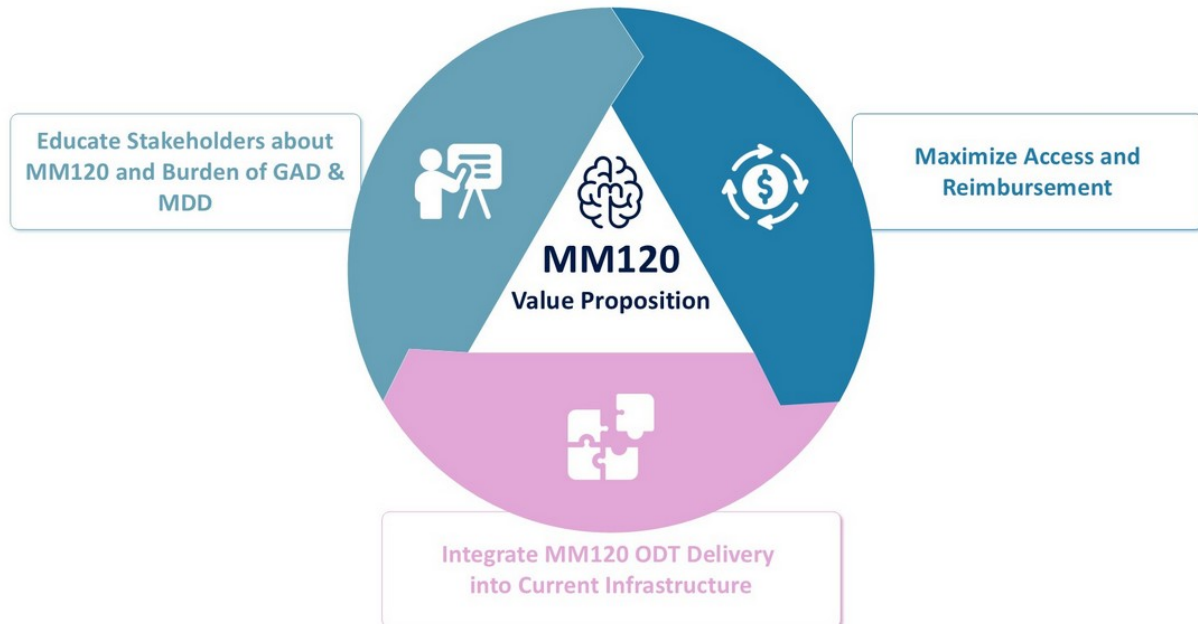 Educate Stakeholders about
MM120 and Burden of GAD &
MDD
Maximize Access and
Reimbursement
MM120
Value Proposition
Integrate MM120 ODT Delivery
into Current Infrastructure